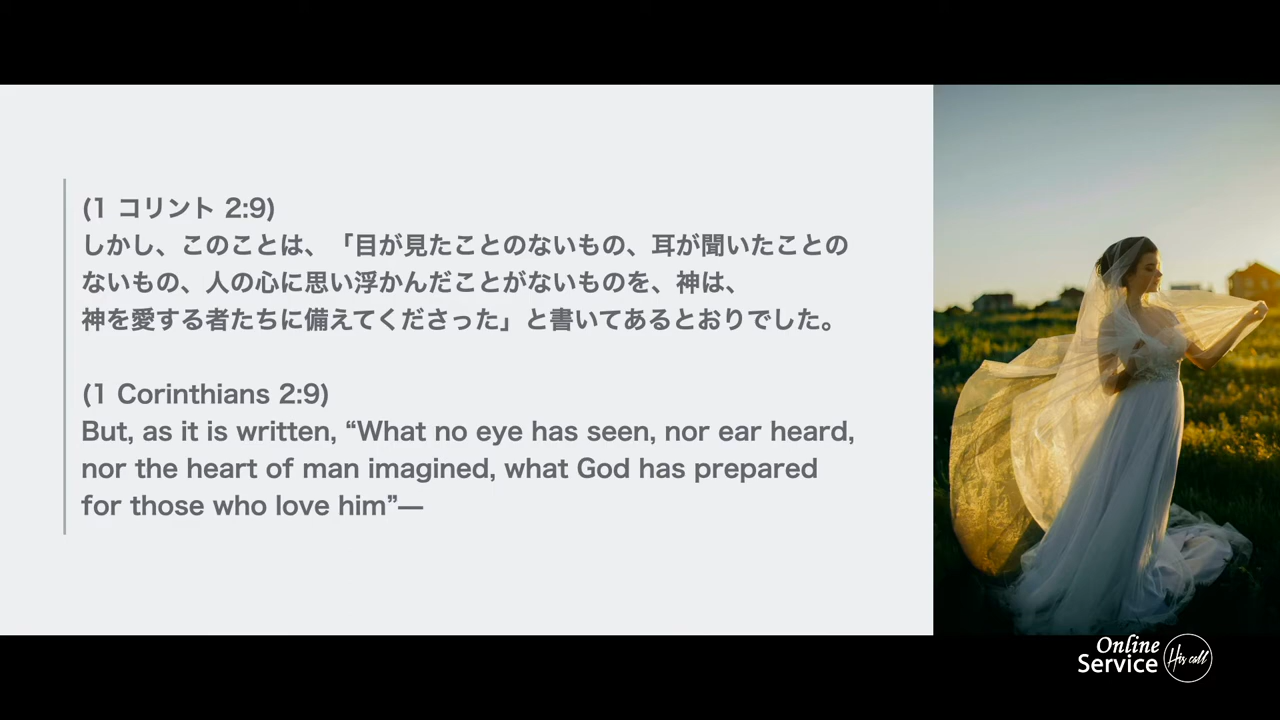 (1 コリント 2:9)
しかし、このことは、「目が見たことのないもの、耳が聞いたことの
ないもの、人の心に思い浮かんだことがないものを、神は、
神を愛する者たちに備えてくださった」と書いてあるとおりでした。
(1 Corinthians 2:9)
But, as it is written, “What no eye has seen, nor ear heard,
nor the heart of man imagined, what God has prepared
for those who love him”—
Online
Service
His call